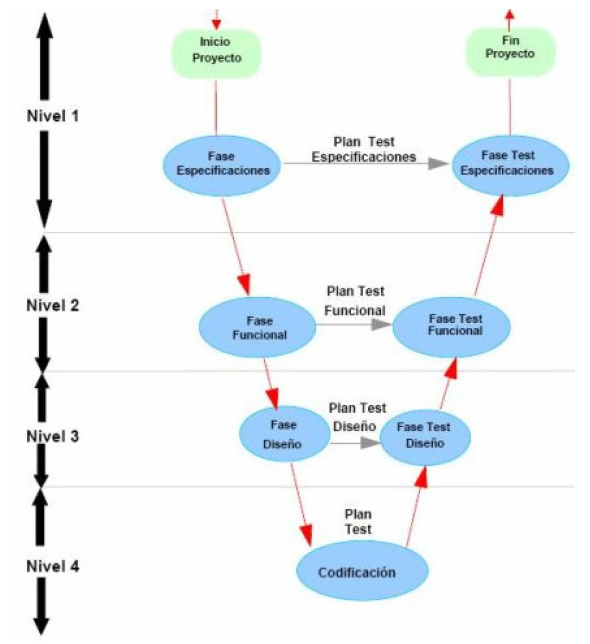 Inicio
Proyecto
Fin
Proyecto
Nivel 1
Fase
Especificaciones
Plan Test
Especificaciones
Fase Test
Especificaciones
Nivel 2
Fase
Funcional
Plan Test
Funcional
Fase Test
Funcional
Nivel 3
Fase
Diseño
Plan Test
Diseño
Fase Test
Diseño
Nivel 4
Plan
Test
Codificación